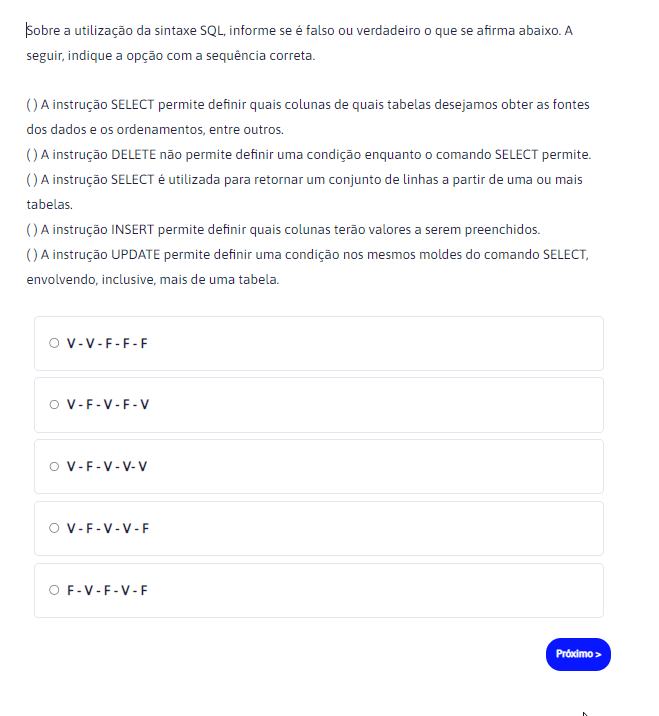 Sobre a utilização da sintaxe SQL, informe se é falso ou verdadeiro o que se afirma abaixo. A
seguir, indique a opção com a sequência correta.
( ) A instrução SELECT permite definir quais colunas de quais tabelas desejamos obter as fontes
dos dados e os ordenamentos, entre outros.
( ) A instrução DELETE não permite definir uma condição enquanto o comando SELECT permite.
( ) A instrução SELECT é utilizada para retornar um conjunto de linhas a partir de uma ou mais
tabelas.
( ) A instrução INSERT permite definir quais colunas terão valores a serem preenchidos.
( ) A instrução UPDATE permite definir uma condição nos mesmos moldes do comando SELECT,
envolvendo, inclusive, mais de uma tabela.
V - V - F - F - F
V - F - V - F - V
V - F - V - V- V
V - F - V - V - F
F - V - F - V - F
Próximo >